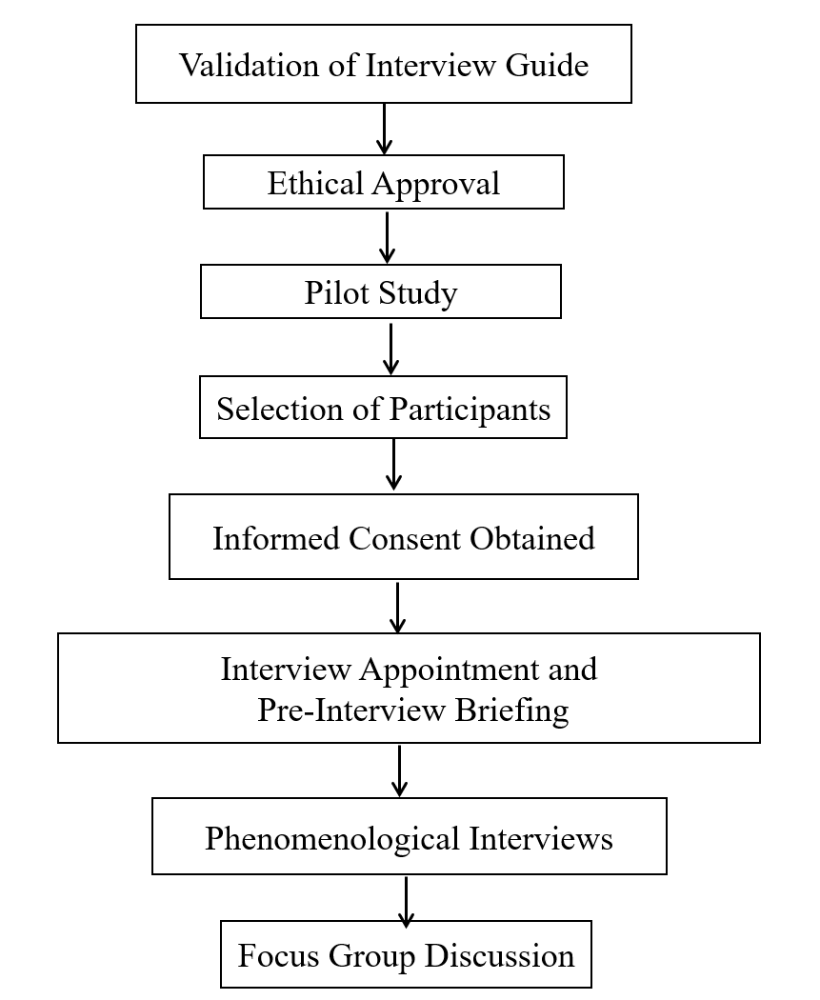 Validation of Interview Guide
Ethical Approval
Pilot Study
Selection of Participants
Informed Consent Obtained
Interview Appointment and
Pre-Interview Briefing
Phenomenological Interviews
Focus Group Discussion